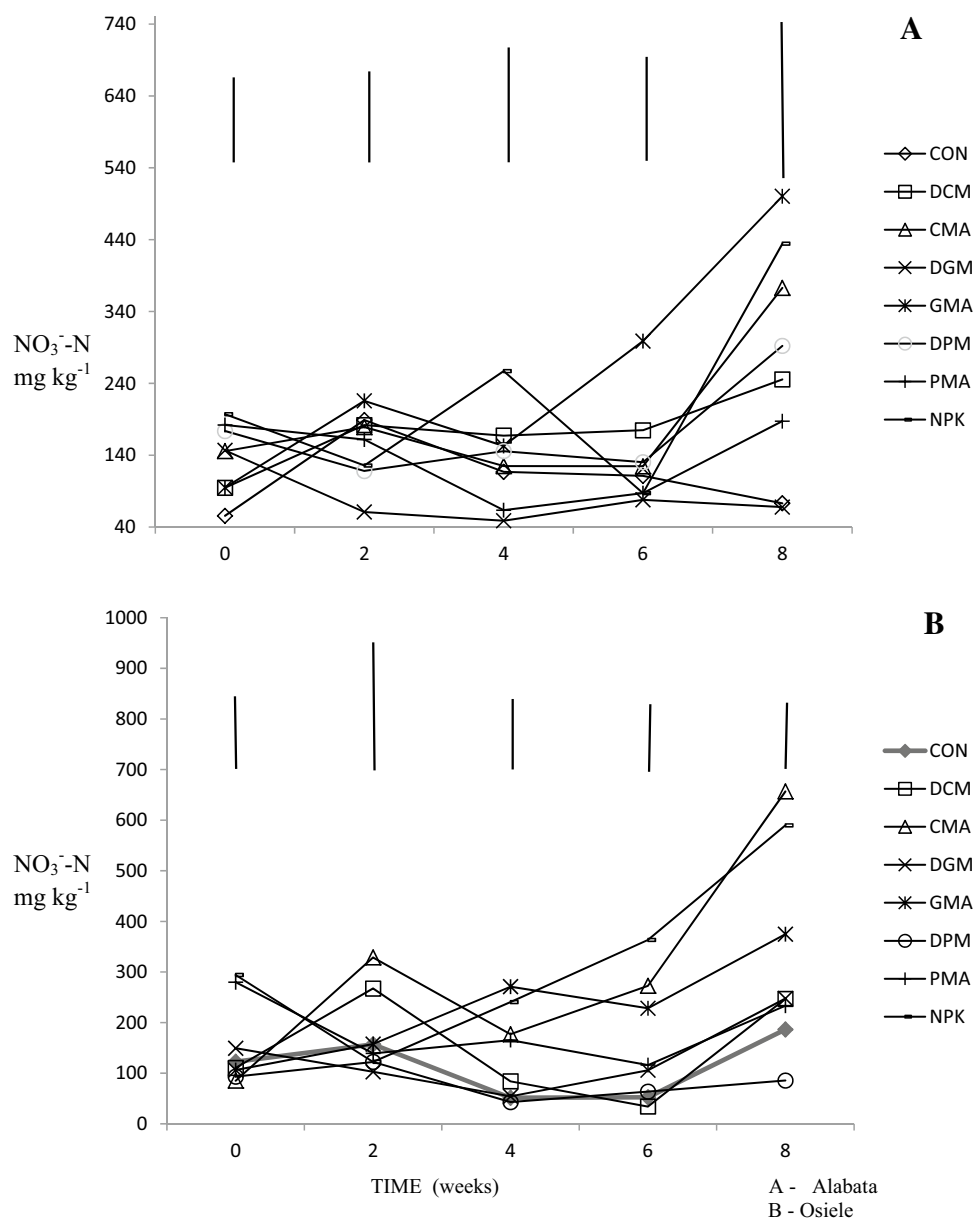 A
740
640
540
440
340
240
140
40
NO₃⁻-N
mg kg⁻¹
0 2 4 6 8
CON
DCM
CMA
DGM
GMA
DPM
PMA
NPK
B
1000
900
800
700
600
500
400
300
200
100
0
NO₃⁻-N
mg kg⁻¹
0 2 4 6 8
CON
DCM
CMA
DGM
GMA
DPM
PMA
NPK
TIME (weeks)
A - Alabata
B - Osiele